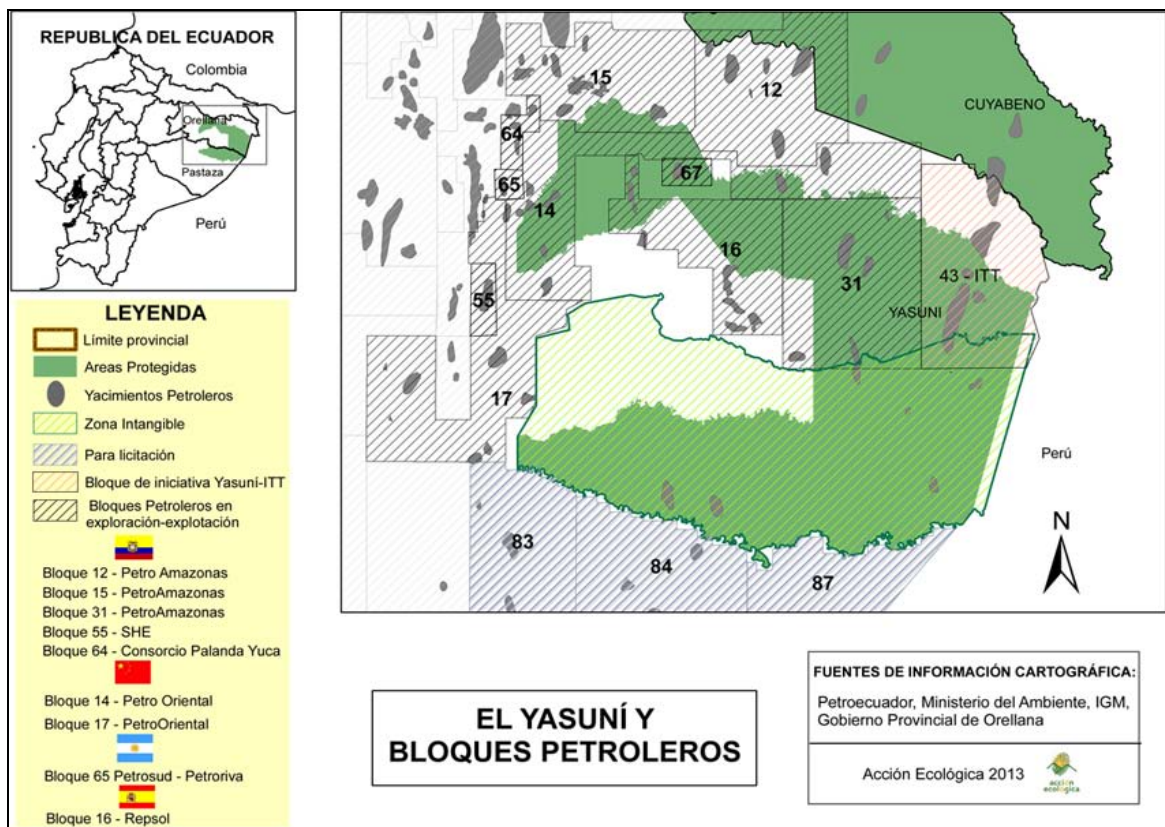 REPUBLICA DEL ECUADOR
Colombia
Orellana
Pastaza
Perú
LEYENDA
Límite provincial
Areas Protegidas
Yacimientos Petroleros
Zona Intangible
Para licitación
Bloque de iniciativa Yasuní-ITT
Bloques Petroleros en
exploración-explotación
Bloque 12 - Petro Amazonas
Bloque 15 - PetroAmazonas
Bloque 31 - PetroAmazonas
Bloque 55 - SHE
Bloque 64 - Consorcio Palanda Yuca
Bloque 14 - Petro Oriental
Bloque 17 - PetroOriental
Bloque 65 Petrosud - Petroriva
Bloque 16 - Repsol
15
12
CUYABENO
64
67
65
14
16
31
43 - ITT
55
YASUNI
17
Perú
N
83
84
87
EL YASUNÍ Y
BLOQUES PETROLEROS
FUENTES DE INFORMACIÓN CARTOGRÁFICA:
Petroecuador, Ministerio del Ambiente, IGM,
Gobierno Provincial de Orellana
Acción Ecológica 2013
acción
ecológica